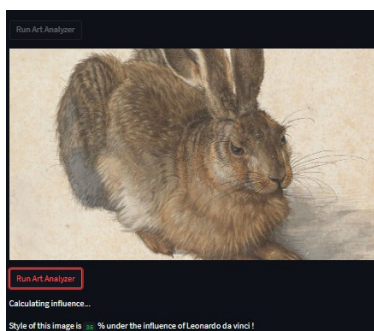 Run Art Analyzer
Run Art Analyzer
Calculating influence...
Style of this image is % under the influence of Leonardo da vinci !